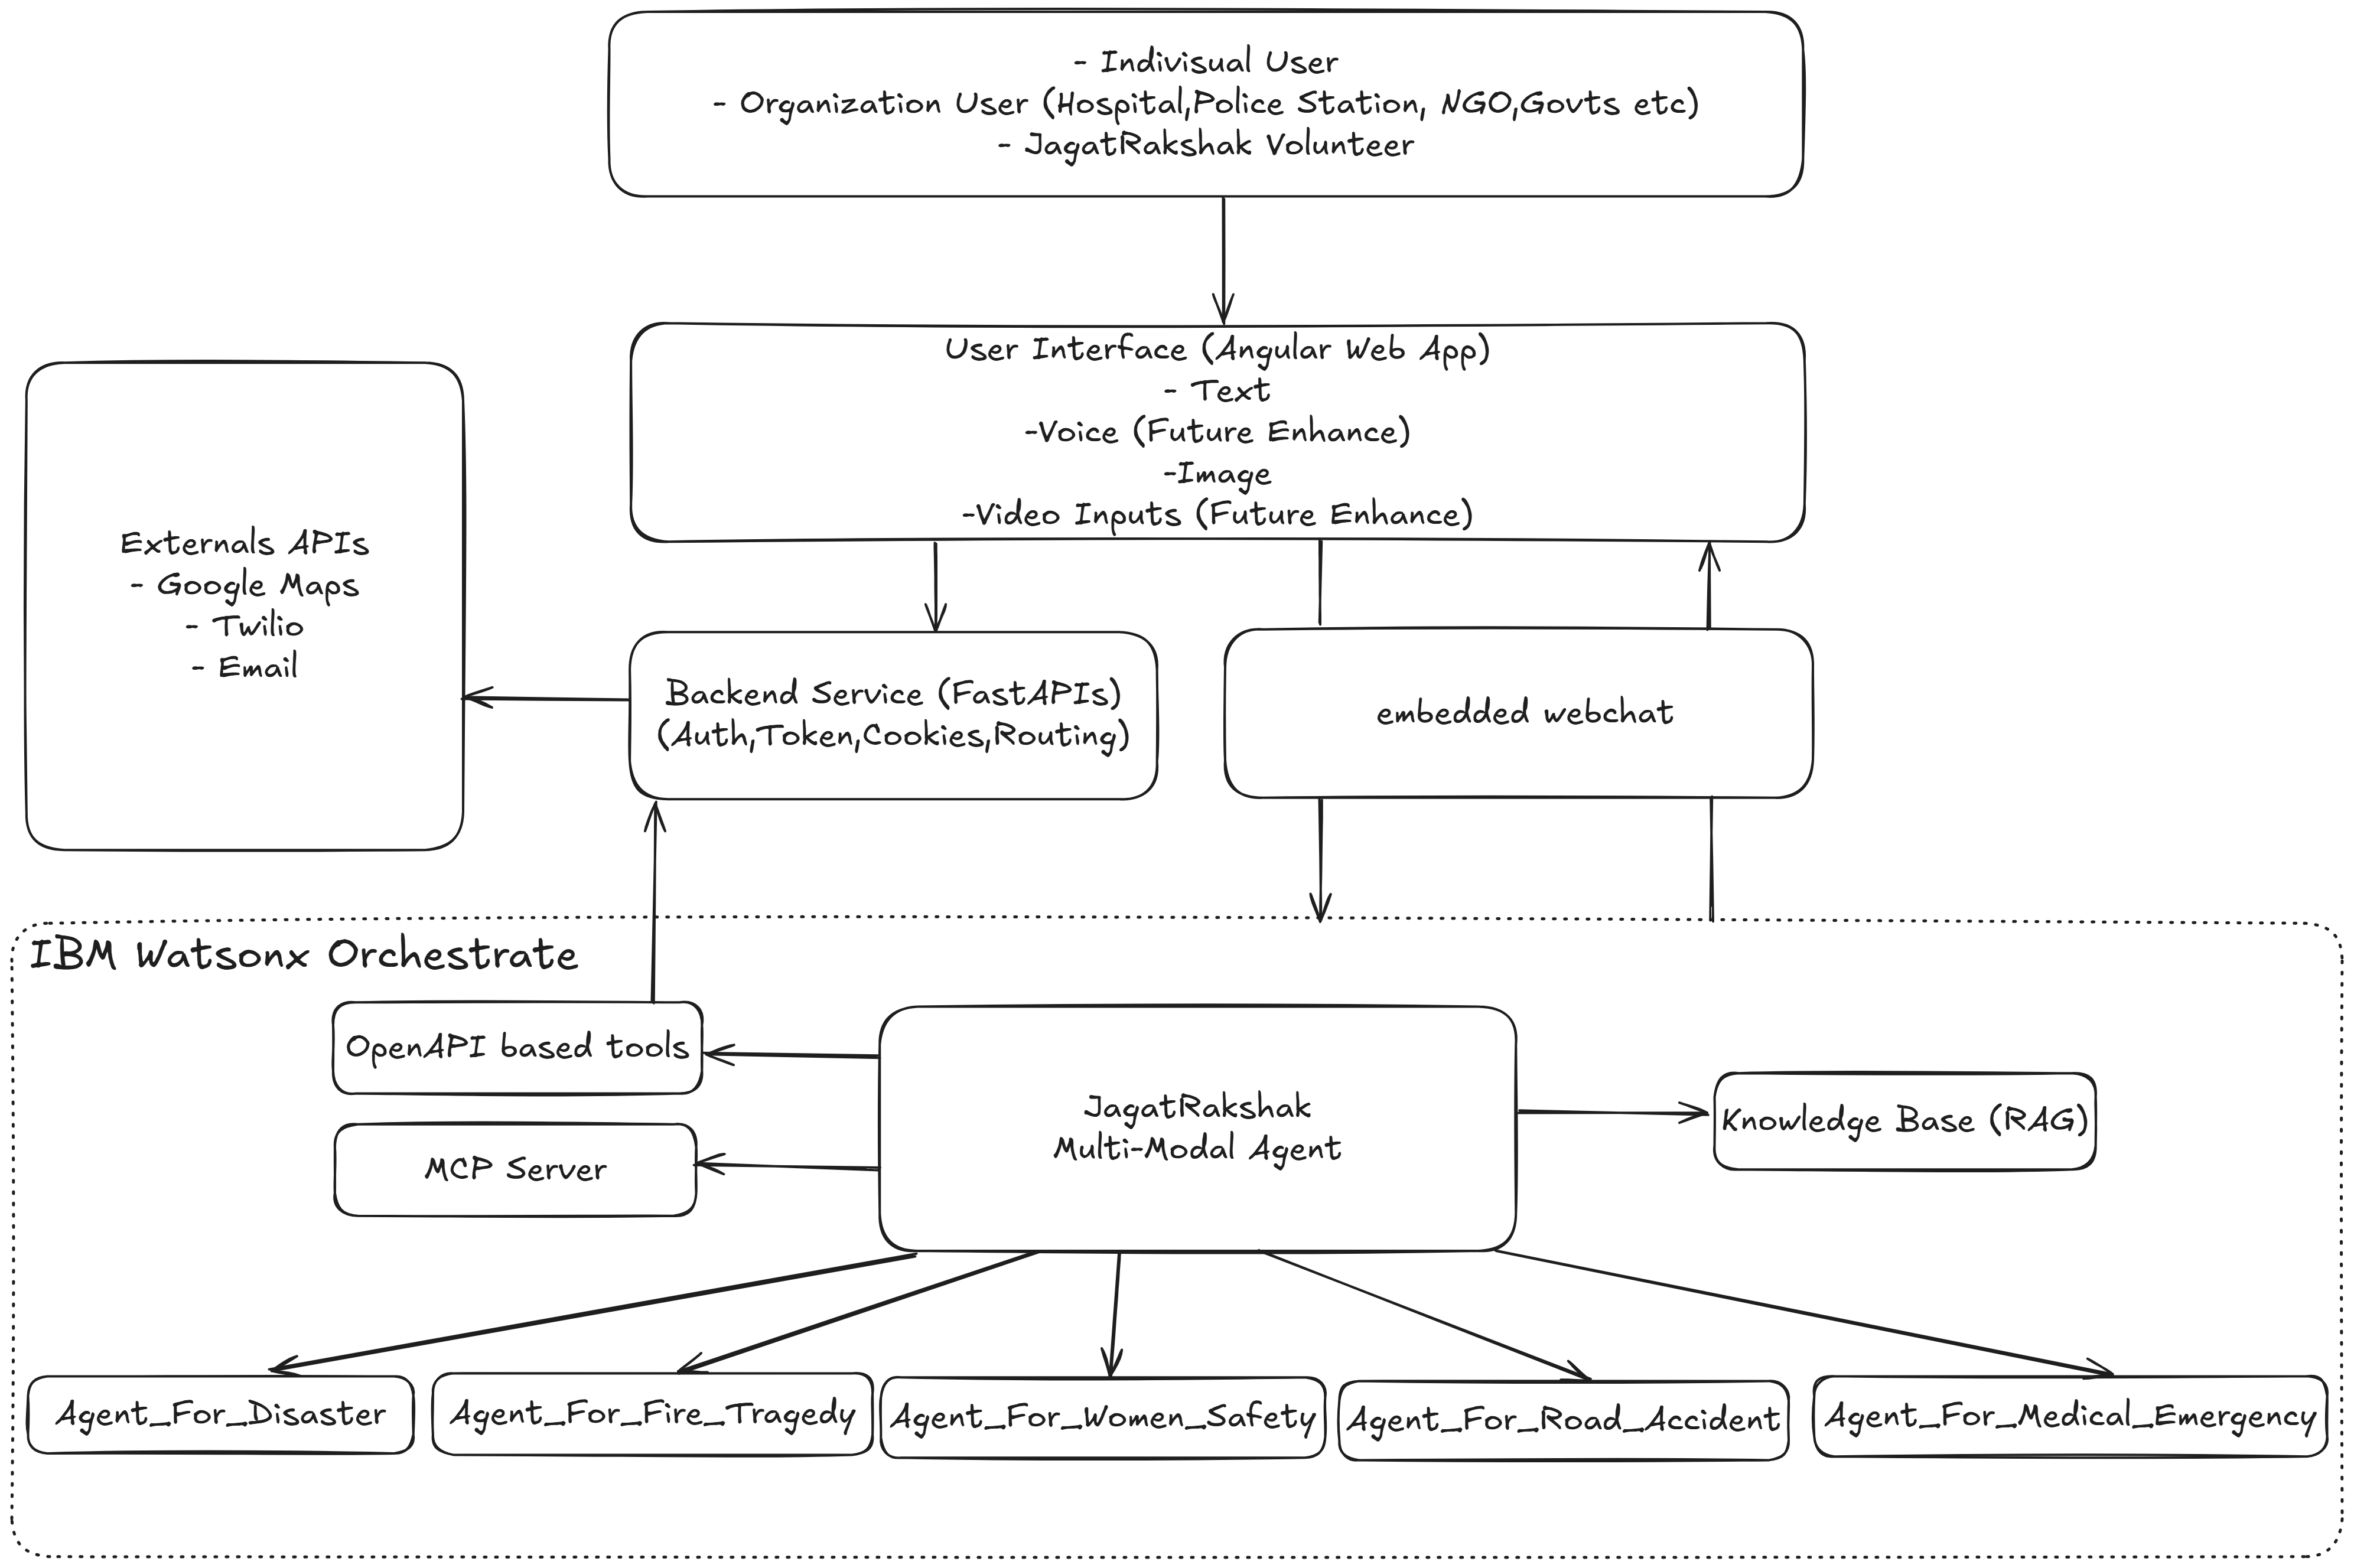 - Indivisual User
- Organization User (Hospital,Police Station, NGO,Govts etc)
- JagatRakshak Volunteer
User Interface (Angular Web App)
- Text
-Voice (Future Enhance)
-Image
-Video Inputs (Future Enhance)
Externals APIs
- Google Maps
- Twilio
- Email
Backend Service (FastAPIs)
(Auth,Token,Cookies,Routing)
embedded webchat
IBM Watsonx Orchestrate
OpenAPI based tools
MCP Server
JagatRakshak
Multi-Modal Agent
Knowledge Base (RAG)
Agent_For_Disaster
Agent_For_Fire_Tragedy
Agent_For_Women_Safety
Agent_For_Road_Accident
Agent_For_Medical_Emergency